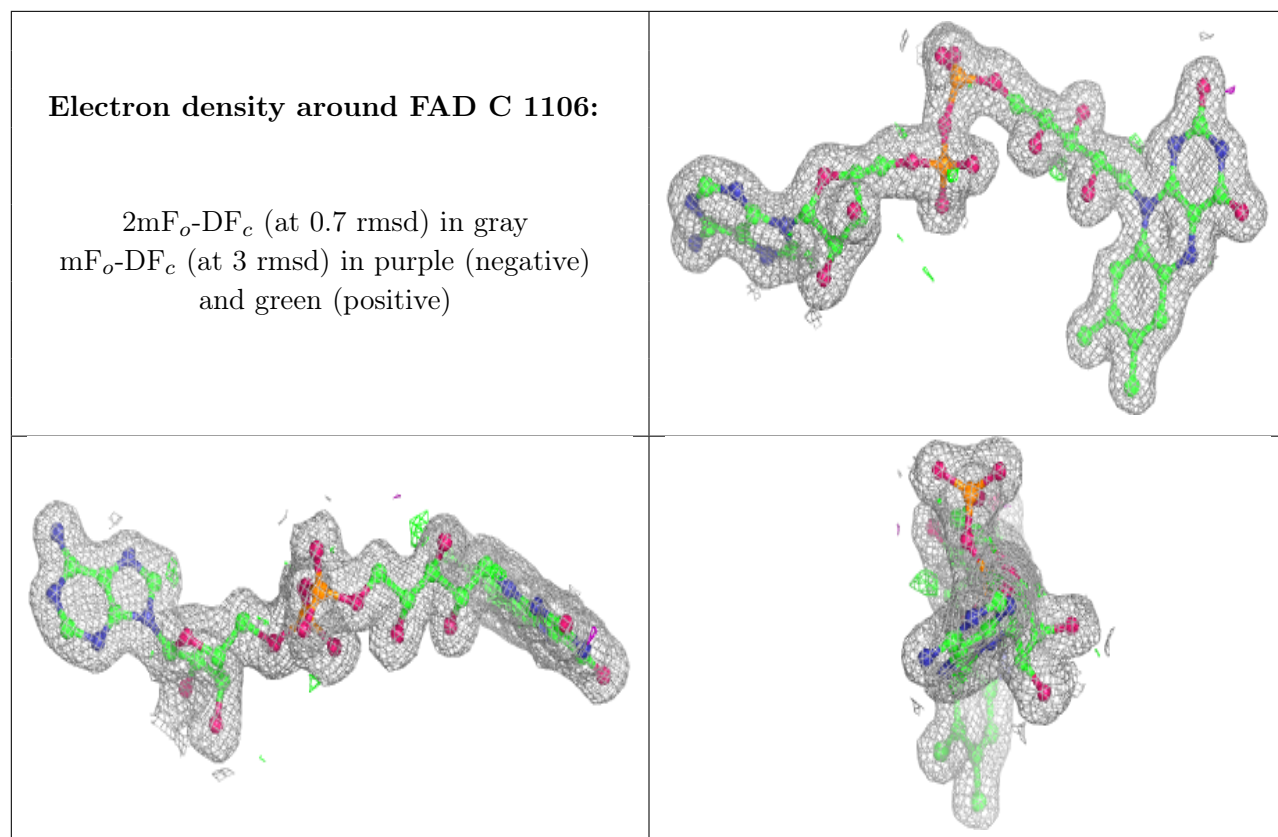 Electron density around FAD C 1106:
2mFo-DFc (at 0.7 rmsd) in gray
mFo-DFc (at 3 rmsd) in purple (negative)
and green (positive)